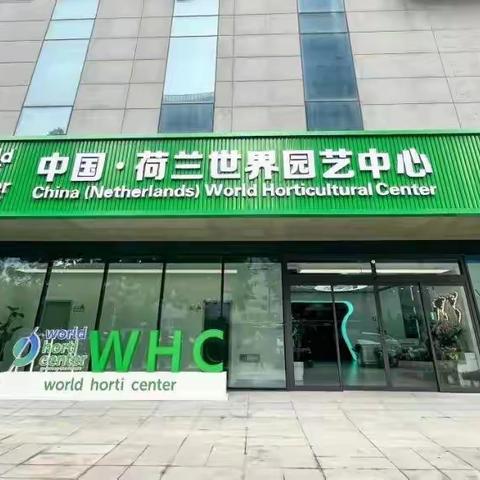 中国·荷兰世界园艺中心
China (Netherlands) World Horticultural Center
world
horti
center
WHC
world horti center